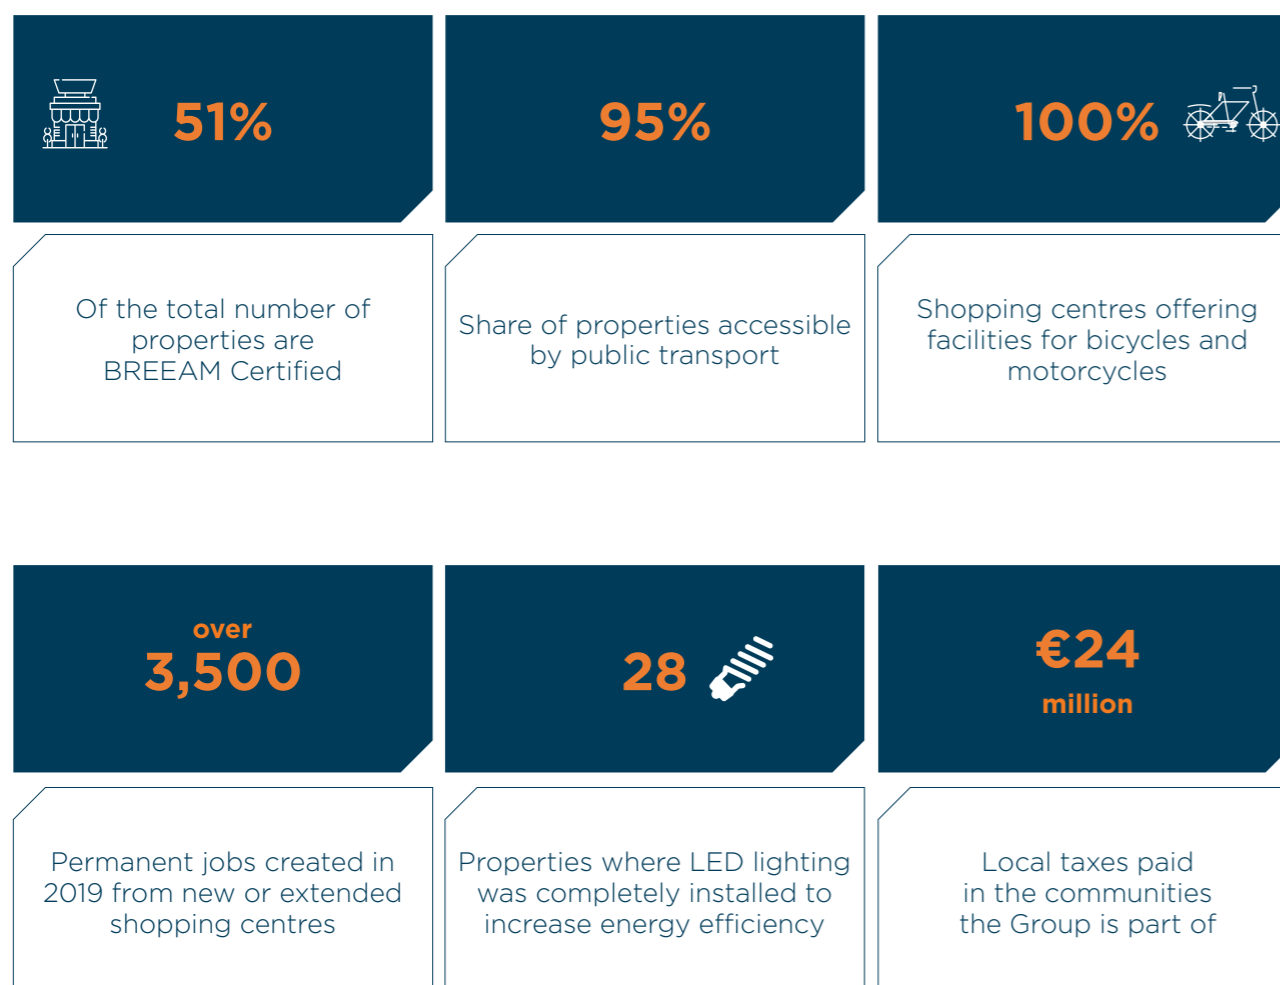 51%
95%
100%
Of the total number of
properties are
BREEAM Certified
Share of properties accessible
by public transport
Shopping centres offering
facilities for bicycles and
motorcycles
over
3,500
28
€24
million
Permanent jobs created in
2019 from new or extended
shopping centres
Properties where LED lighting
was completely installed to
increase energy efficiency
Local taxes paid
in the communities
the Group is part of